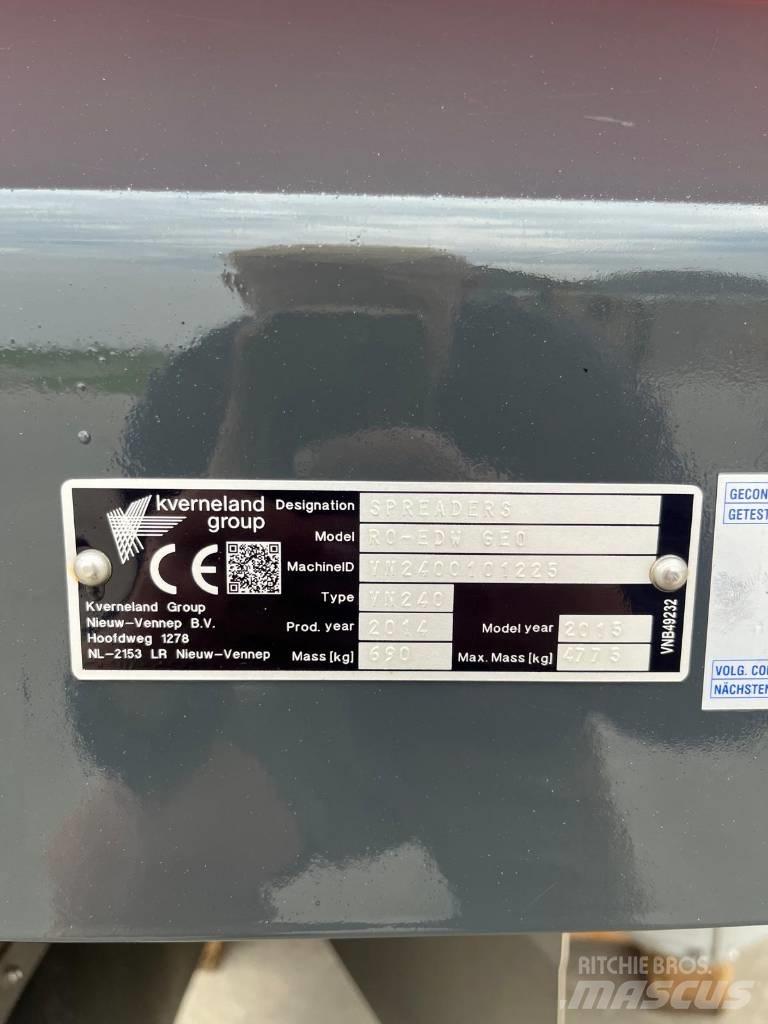 kverneland
group
CE
Kverneland Group
Nieuw-Vennep B.V.
Hoofdweg 1278
NL-2153 LR Nieuw-Vennep
Designation SPREADERS
Model RO-EDW GEO
MachineID VN2400101225
Type VN240
Prod. year 2014 Model year 2015
Mass [kg] 690 Max. Mass [kg] 4775
VNB49232
GECON
GETEST
VOLG. CO
NÄCHSTEN
RITCHIE BROS.
MASCUS